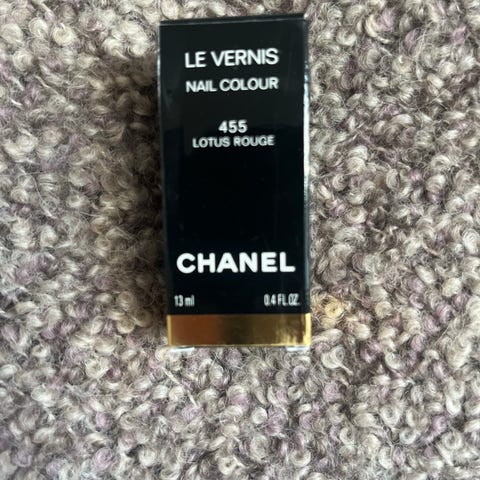 LE VERNIS
NAIL COLOUR
455
LOTUS ROUGE
CHANEL
13 ml 0.4 FL.OZ.